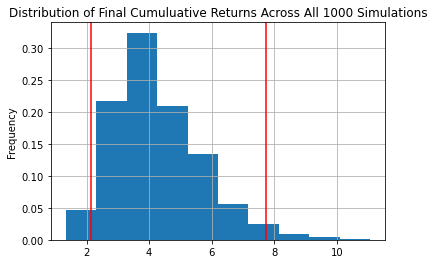 Distribution of Final Cumuluative Returns Across All 1000 Simulations
Frequency
0.30
0.25
0.20
0.15
0.10
0.05
0.00
2 4 6 8 10